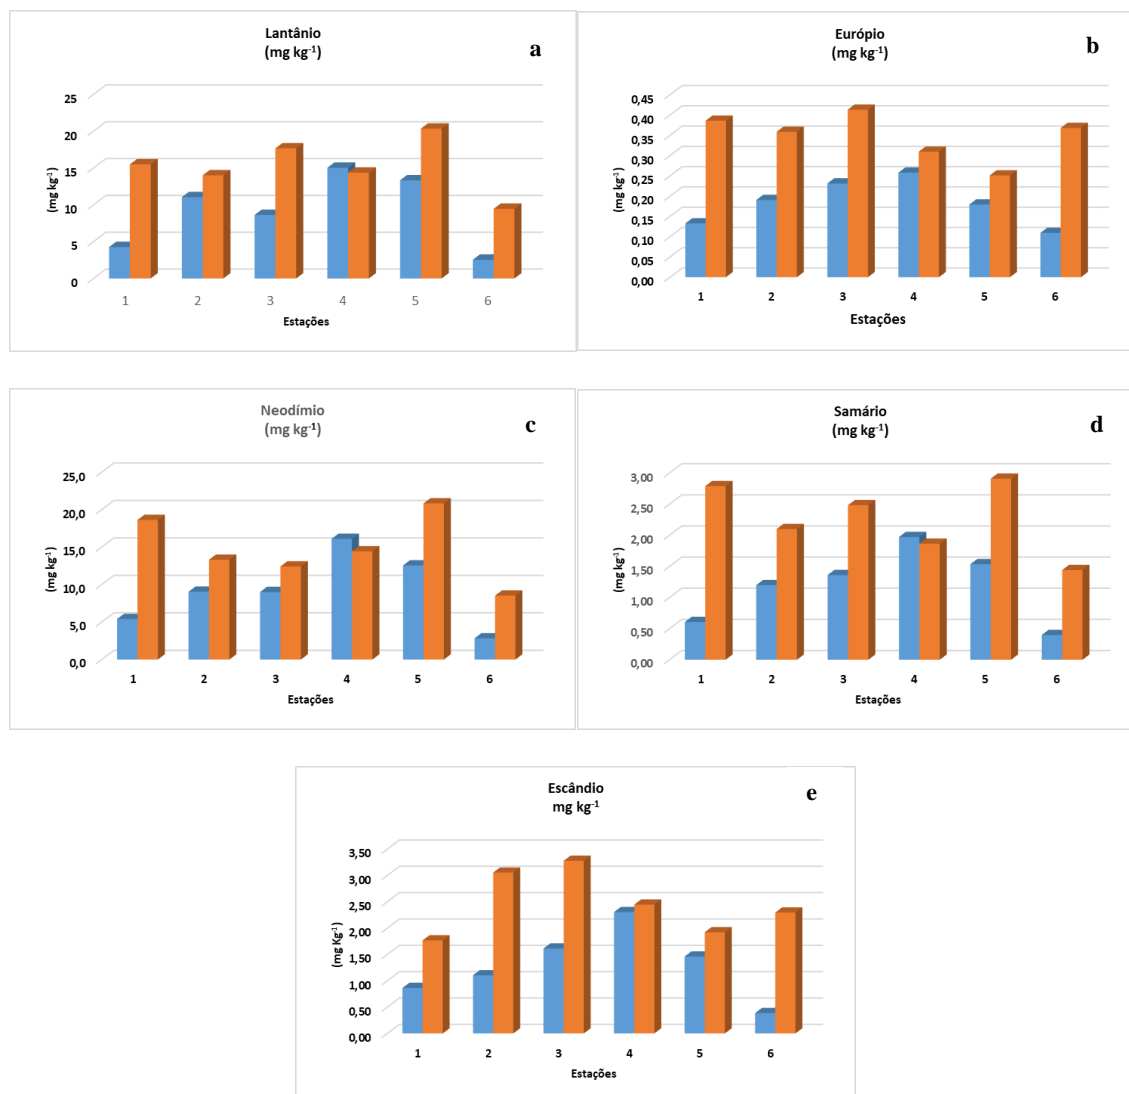 Lantânio
(mg kg⁻¹)
a
25
20
15
10
5
0
(mg kg⁻¹)
1 2 3 4 5 6
Estações
Európio
(mg kg⁻¹)
b
0,45
0,40
0,35
0,30
0,25
0,20
0,15
0,10
0,05
0,00
(mg kg⁻¹)
1 2 3 4 5 6
Estações
Neodímio
(mg kg⁻¹)
c
25,0
20,0
15,0
10,0
5,0
0,0
(mg kg⁻¹)
1 2 3 4 5 6
Estações
Samário
(mg kg⁻¹)
d
3,00
2,50
2,00
1,50
1,00
0,50
0,00
(mg kg⁻¹)
1 2 3 4 5 6
Estações
Escândio
mg kg⁻¹
e
3,50
3,00
2,50
2,00
1,50
1,00
0,50
0,00
(mg Kg⁻¹)
1 2 3 4 5 6
Estações